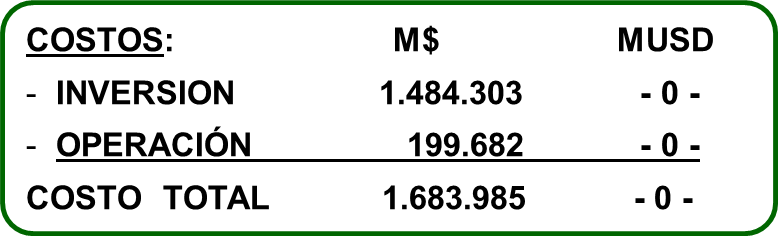 COSTOS: M$ MUSD
- INVERSION 1.484.303 - 0 -
- OPERACIÓN 199.682 - 0 -
COSTO TOTAL 1.683.985 - 0 -